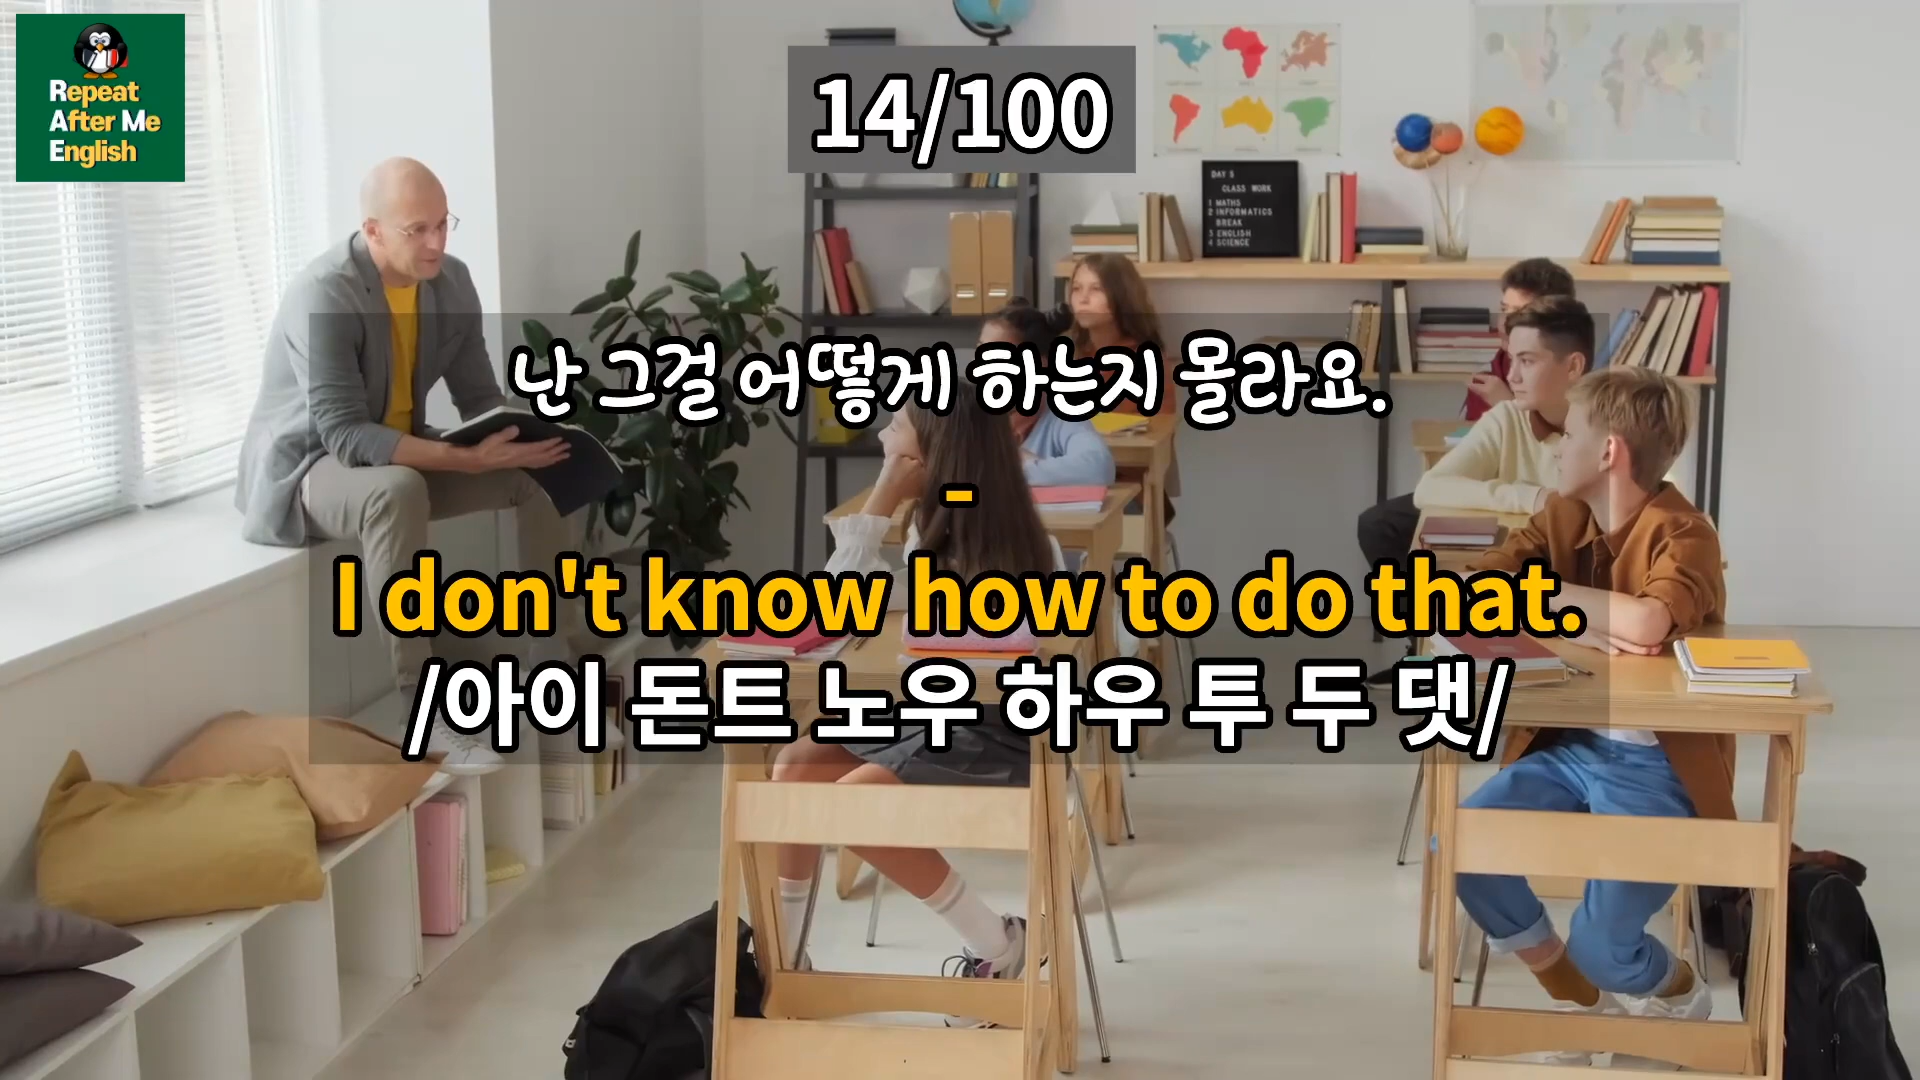 Repeat
After Me
English
14/100
DAY 5
CLASS WORK
1 MATHS
2 INFORMATICS
BREAK
3 ENGLISH
4 SCIENCE
난 그걸 어떻게 하는지 몰라요.
-
I don't know how to do that.
/아이 돈트 노우 하우 투 두 댓/